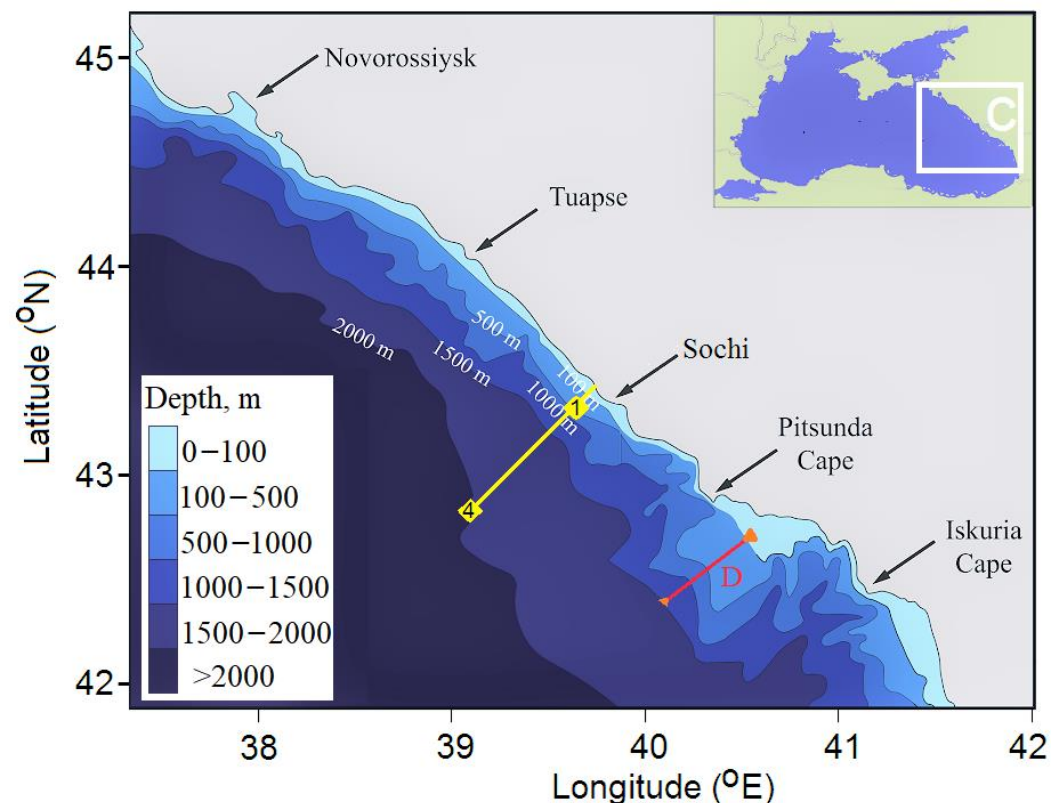 45
44
43
42
Latitude (°N)
Novorossiysk
Tuapse
Sochi
Pitsunda
Cape
Iskuria
Cape
C
2000 m
1500 m
500 m
1000 m
100 m
1
4
D
Depth, m
0–100
100–500
500–1000
1000–1500
1500–2000
>2000
38
39
40
41
42
Longitude (°E)